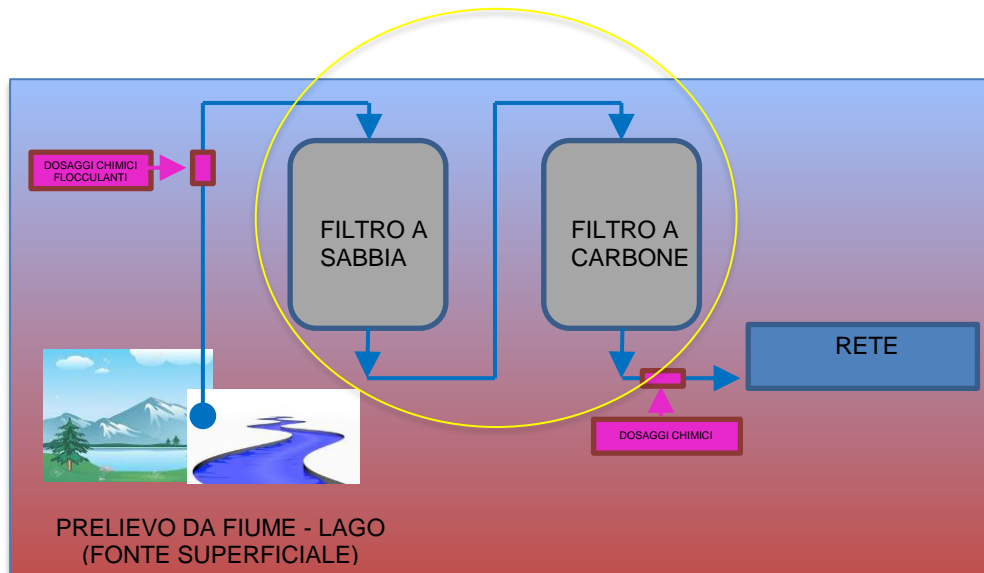 DOSAGGI CHIMICI
FLOCCULANTI
FILTRO A
SABBIA
FILTRO A
CARBONE
RETE
DOSAGGI CHIMICI
PRELIEVO DA FIUME - LAGO
(FONTE SUPERFICIALE)